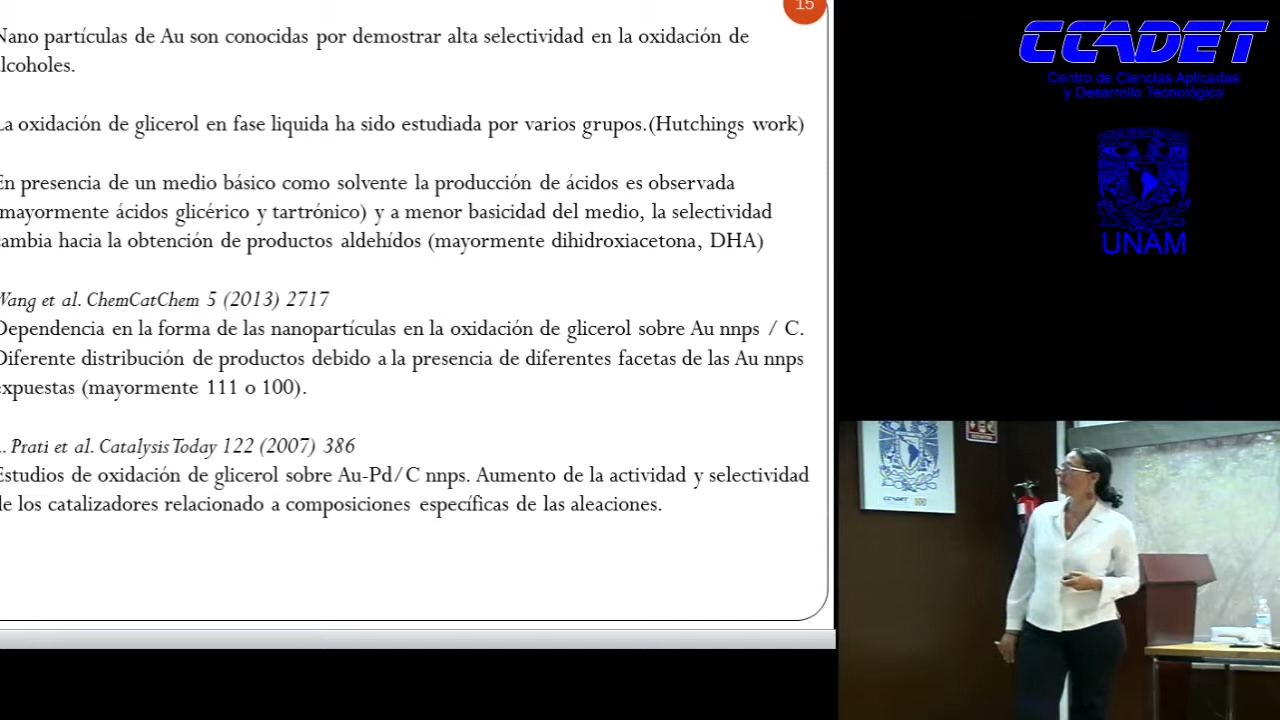 15
Nano partículas de Au son conocidas por demostrar alta selectividad en la oxidación de
lcoholes.
La oxidación de glicerol en fase liquida ha sido estudiada por varios grupos.(Hutchings work)
En presencia de un medio básico como solvente la producción de ácidos es observada
mayormente ácidos glicérico y tartrónico) y a menor basicidad del medio, la selectividad
cambia hacia la obtención de productos aldehídos (mayormente dihidroxiacetona, DHA)
Wang et al. ChemCatChem 5 (2013) 2717
Dependencia en la forma de las nanopartículas en la oxidación de glicerol sobre Au nnps / C.
Diferente distribución de productos debido a la presencia de diferentes facetas de las Au nnps
expuestas (mayormente 111 o 100).
. Prati et al. Catalysis Today 122 (2007) 386
Estudios de oxidación de glicerol sobre Au-Pd/C nnps. Aumento de la actividad y selectividad
de los catalizadores relacionado a composiciones específicas de las aleaciones.
CCADET
Centro de Ciencias Aplicadas
y Desarrollo Tecnológico
UNAM
CCADET